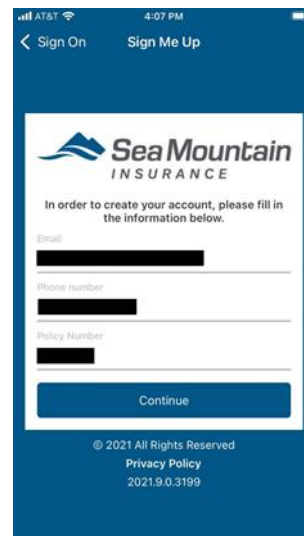 AT&T 4:07 PM
Sign On Sign Me Up
Sea Mountain
INSURANCE
In order to create your account, please fill in
the information below.
Email
Phone number
Policy Number
Continue
© 2021 All Rights Reserved
Privacy Policy
2021.9.0.3199